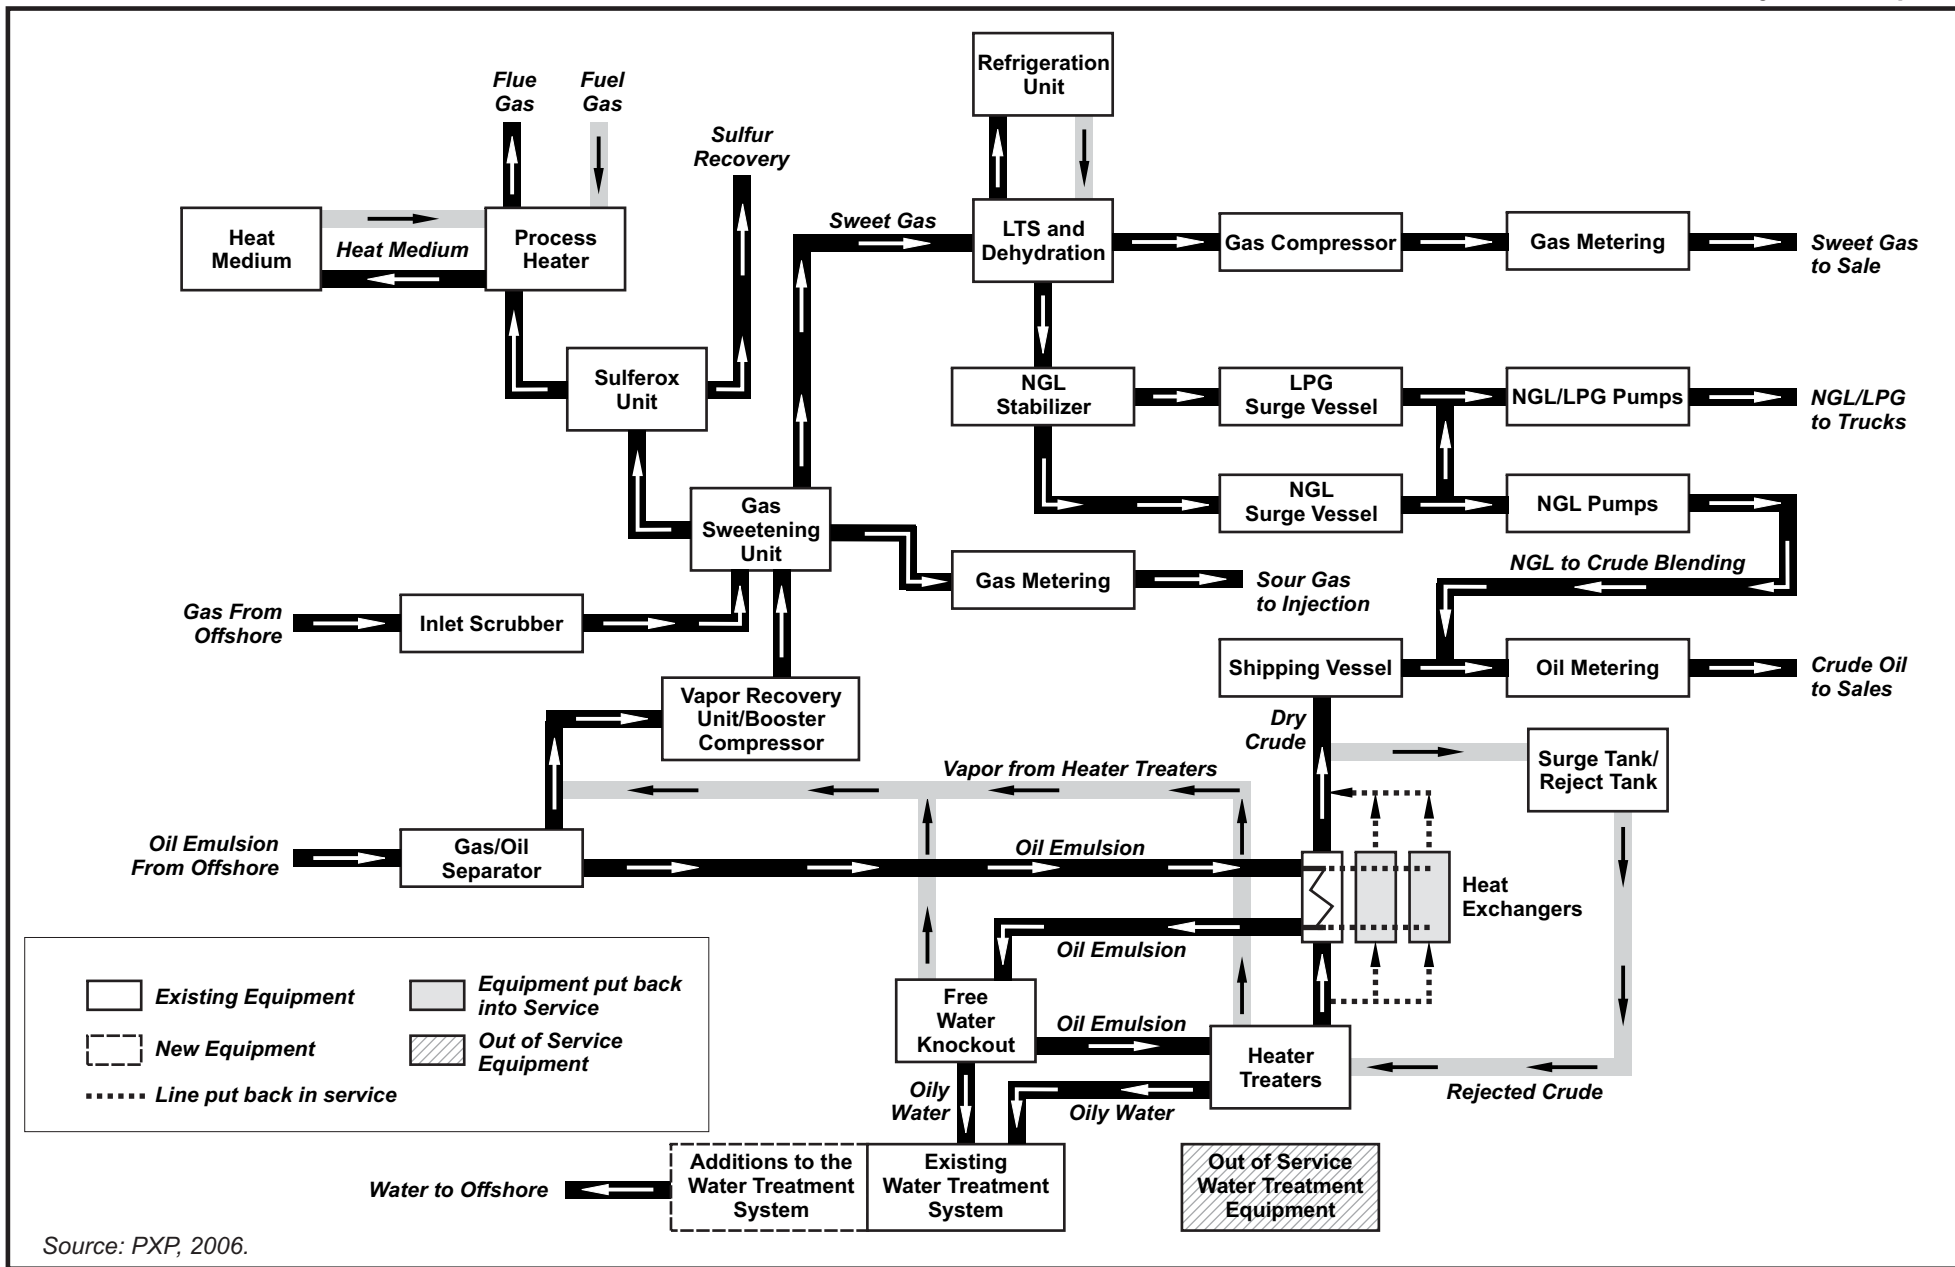 Refrigeration
Unit
Flue
Gas
Fuel
Gas
Sulfur
Recovery
Heat
Medium
Heat Medium
Process
Heater
Sweet Gas
LTS and
Dehydration
Gas Compressor
Gas Metering
Sweet Gas
to Sale
Sulferox
Unit
NGL
Stabilizer
LPG
Surge Vessel
NGL/LPG Pumps
NGL/LPG
to Trucks
Gas
Sweetening
Unit
NGL
Surge Vessel
NGL Pumps
NGL to Crude Blending
Gas Metering
Sour Gas
to Injection
Gas From
Offshore
Inlet Scrubber
Shipping Vessel
Oil Metering
Crude Oil
to Sales
Vapor Recovery
Unit/Booster
Compressor
Dry
Crude
Surge Tank/
Reject Tank
Vapor from Heater Treaters
Oil Emulsion
From Offshore
Gas/Oil
Separator
Oil Emulsion
Heat
Exchangers
Oil Emulsion
Free
Water
Knockout
Oil Emulsion
Heater
Treaters
Rejected Crude
Oily
Water
Oily Water
Existing Equipment
Equipment put back
into Service
New Equipment
Out of Service
Equipment
Line put back in service
Water to Offshore
Additions to the
Water Treatment
System
Existing
Water Treatment
System
Out of Service
Water Treatment
Equipment
Source: PXP, 2006.